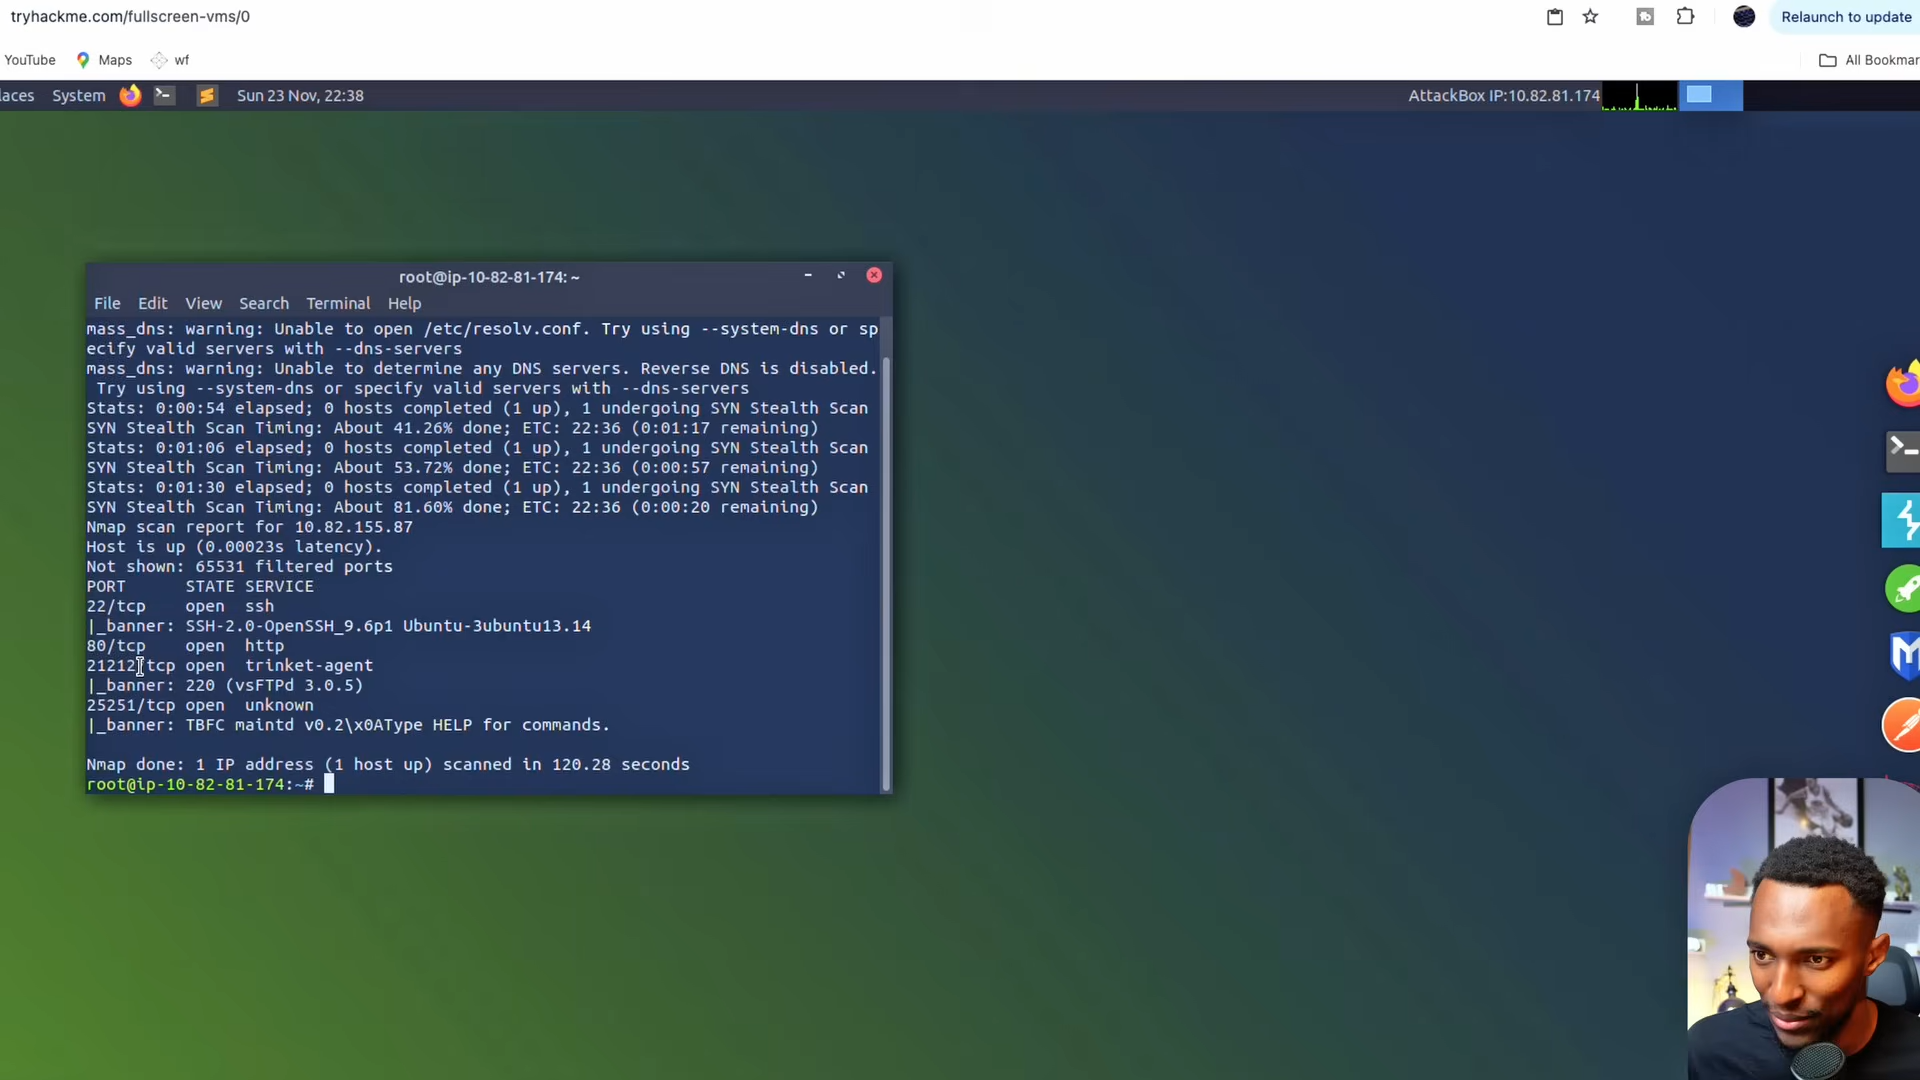 tryhackme.com/fullscreen-vms/0
Relaunch to update
YouTube Maps wf
All Bookmar
laces System Sun 23 Nov, 22:38 AttackBox IP:10.82.81.174
root@ip-10-82-81-174: ~
File Edit View Search Terminal Help
mass_dns: warning: Unable to open /etc/resolv.conf. Try using --system-dns or sp
ecify valid servers with --dns-servers
mass_dns: warning: Unable to determine any DNS servers. Reverse DNS is disabled.
Try using --system-dns or specify valid servers with --dns-servers
Stats: 0:00:54 elapsed; 0 hosts completed (1 up), 1 undergoing SYN Stealth Scan
SYN Stealth Scan Timing: About 41.26% done; ETC: 22:36 (0:01:17 remaining)
Stats: 0:01:06 elapsed; 0 hosts completed (1 up), 1 undergoing SYN Stealth Scan
SYN Stealth Scan Timing: About 53.72% done; ETC: 22:36 (0:00:57 remaining)
Stats: 0:01:30 elapsed; 0 hosts completed (1 up), 1 undergoing SYN Stealth Scan
SYN Stealth Scan Timing: About 81.60% done; ETC: 22:36 (0:00:20 remaining)
Nmap scan report for 10.82.155.87
Host is up (0.00023s latency).
Not shown: 65531 filtered ports
PORT STATE SERVICE
22/tcp open ssh
|_banner: SSH-2.0-OpenSSH_9.6p1 Ubuntu-3ubuntu13.14
80/tcp open http
21212/tcp open trinket-agent
|_banner: 220 (vsFTPd 3.0.5)
25251/tcp open unknown
|_banner: TBFC maintd v0.2\x0AType HELP for commands.
Nmap done: 1 IP address (1 host up) scanned in 120.28 seconds
root@ip-10-82-81-174:~#